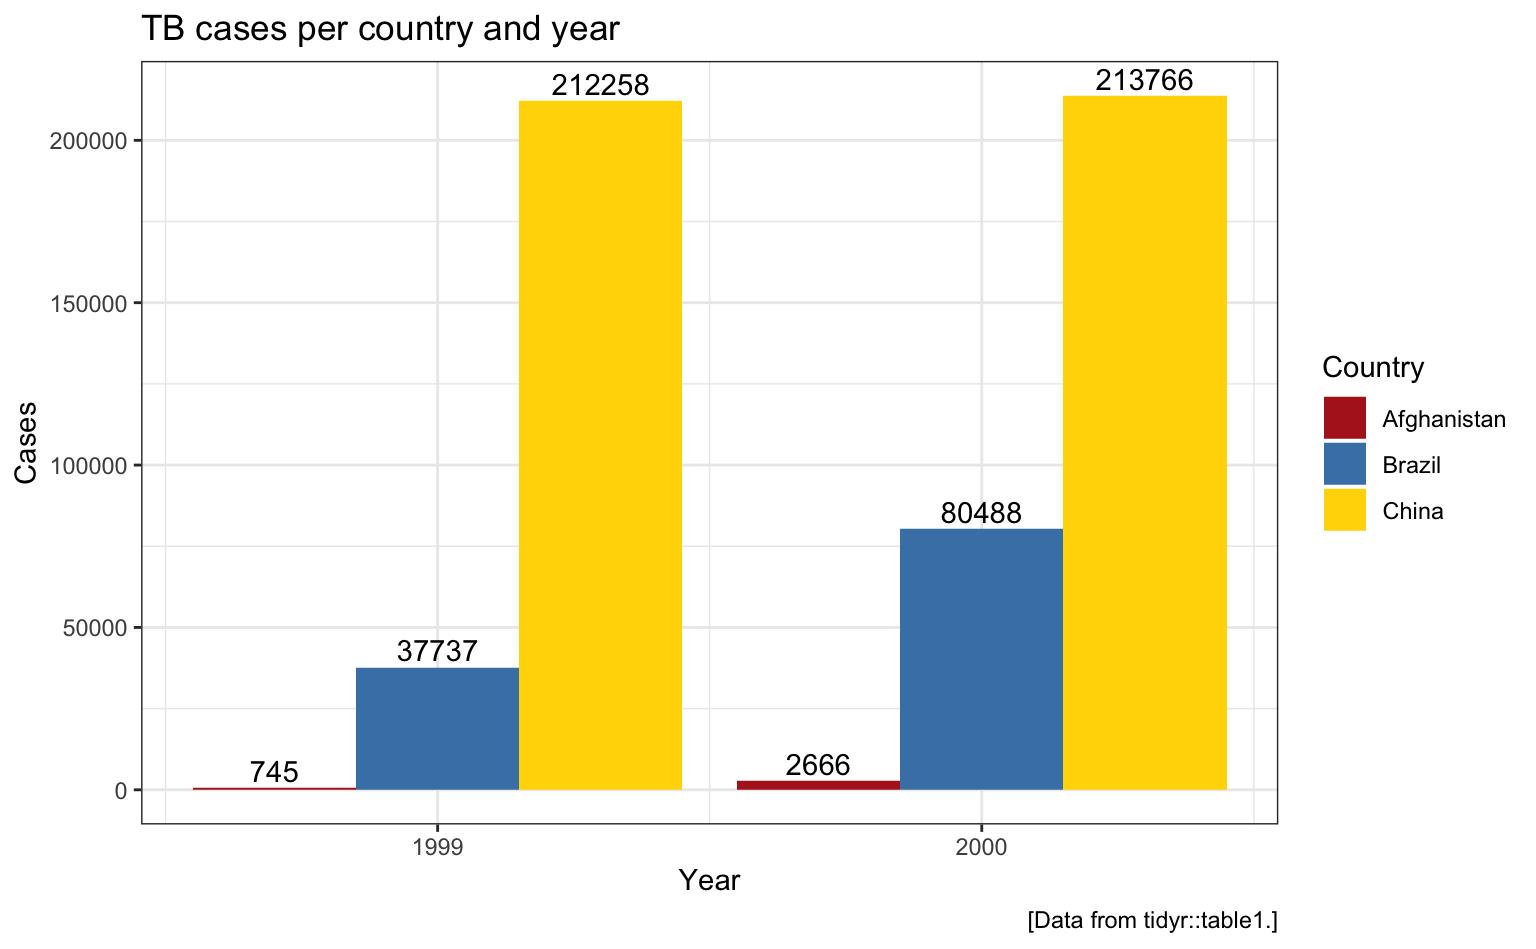 TB cases per country and year
212258
213766
200000
150000
Country
Afghanistan
Cases
100000
Brazil
China
80488
50000
37737
745
2666
0
1999
2000
Year
[Data from tidyr::table1.]